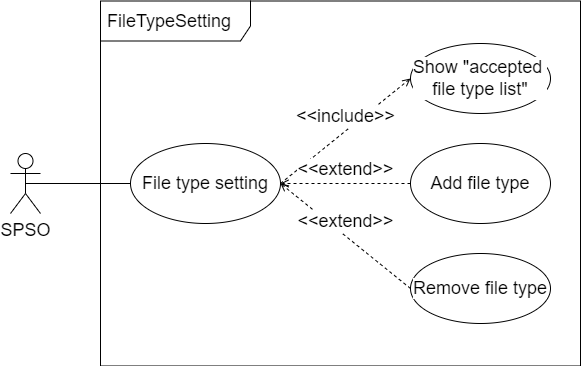 FileTypeSetting
Show "accepted
file type list"
<<include>>
<<extend>>
File type setting
Add file type
<<extend>>
SPSO
Remove file type